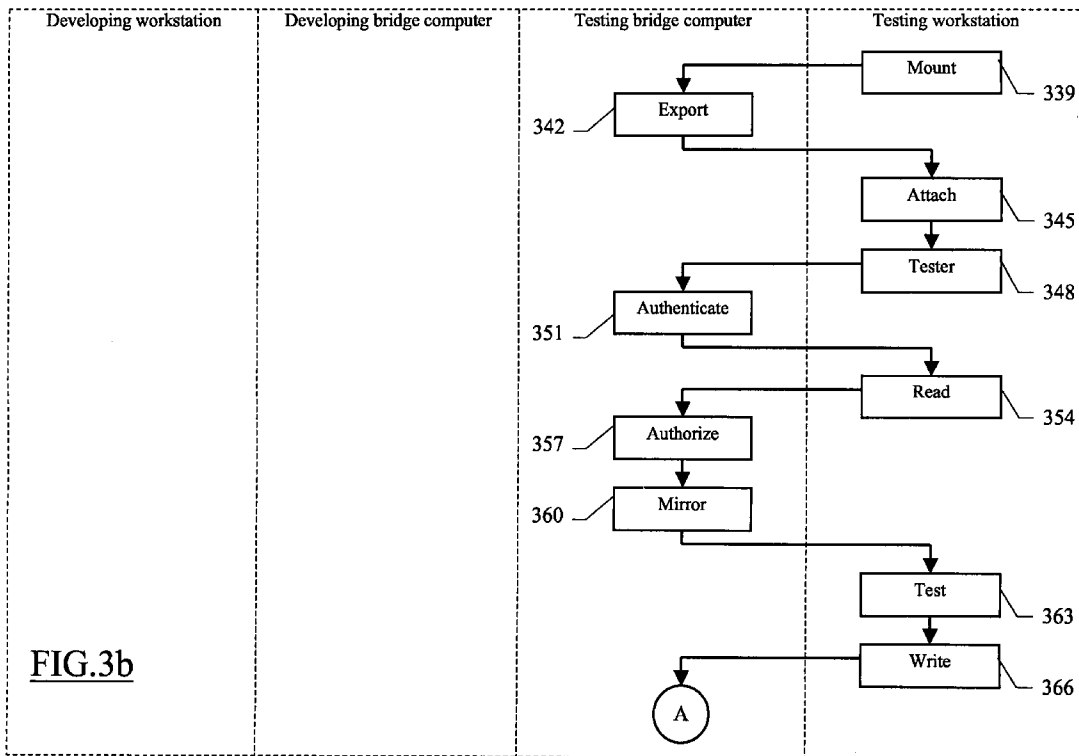 Developing workstation
Developing bridge computer
Testing bridge computer
Testing workstation
Mount
339
Export
342
Attach
345
Tester
348
Authenticate
351
Read
354
Authorize
357
Mirror
360
Test
363
Write
366
A
FIG.3b